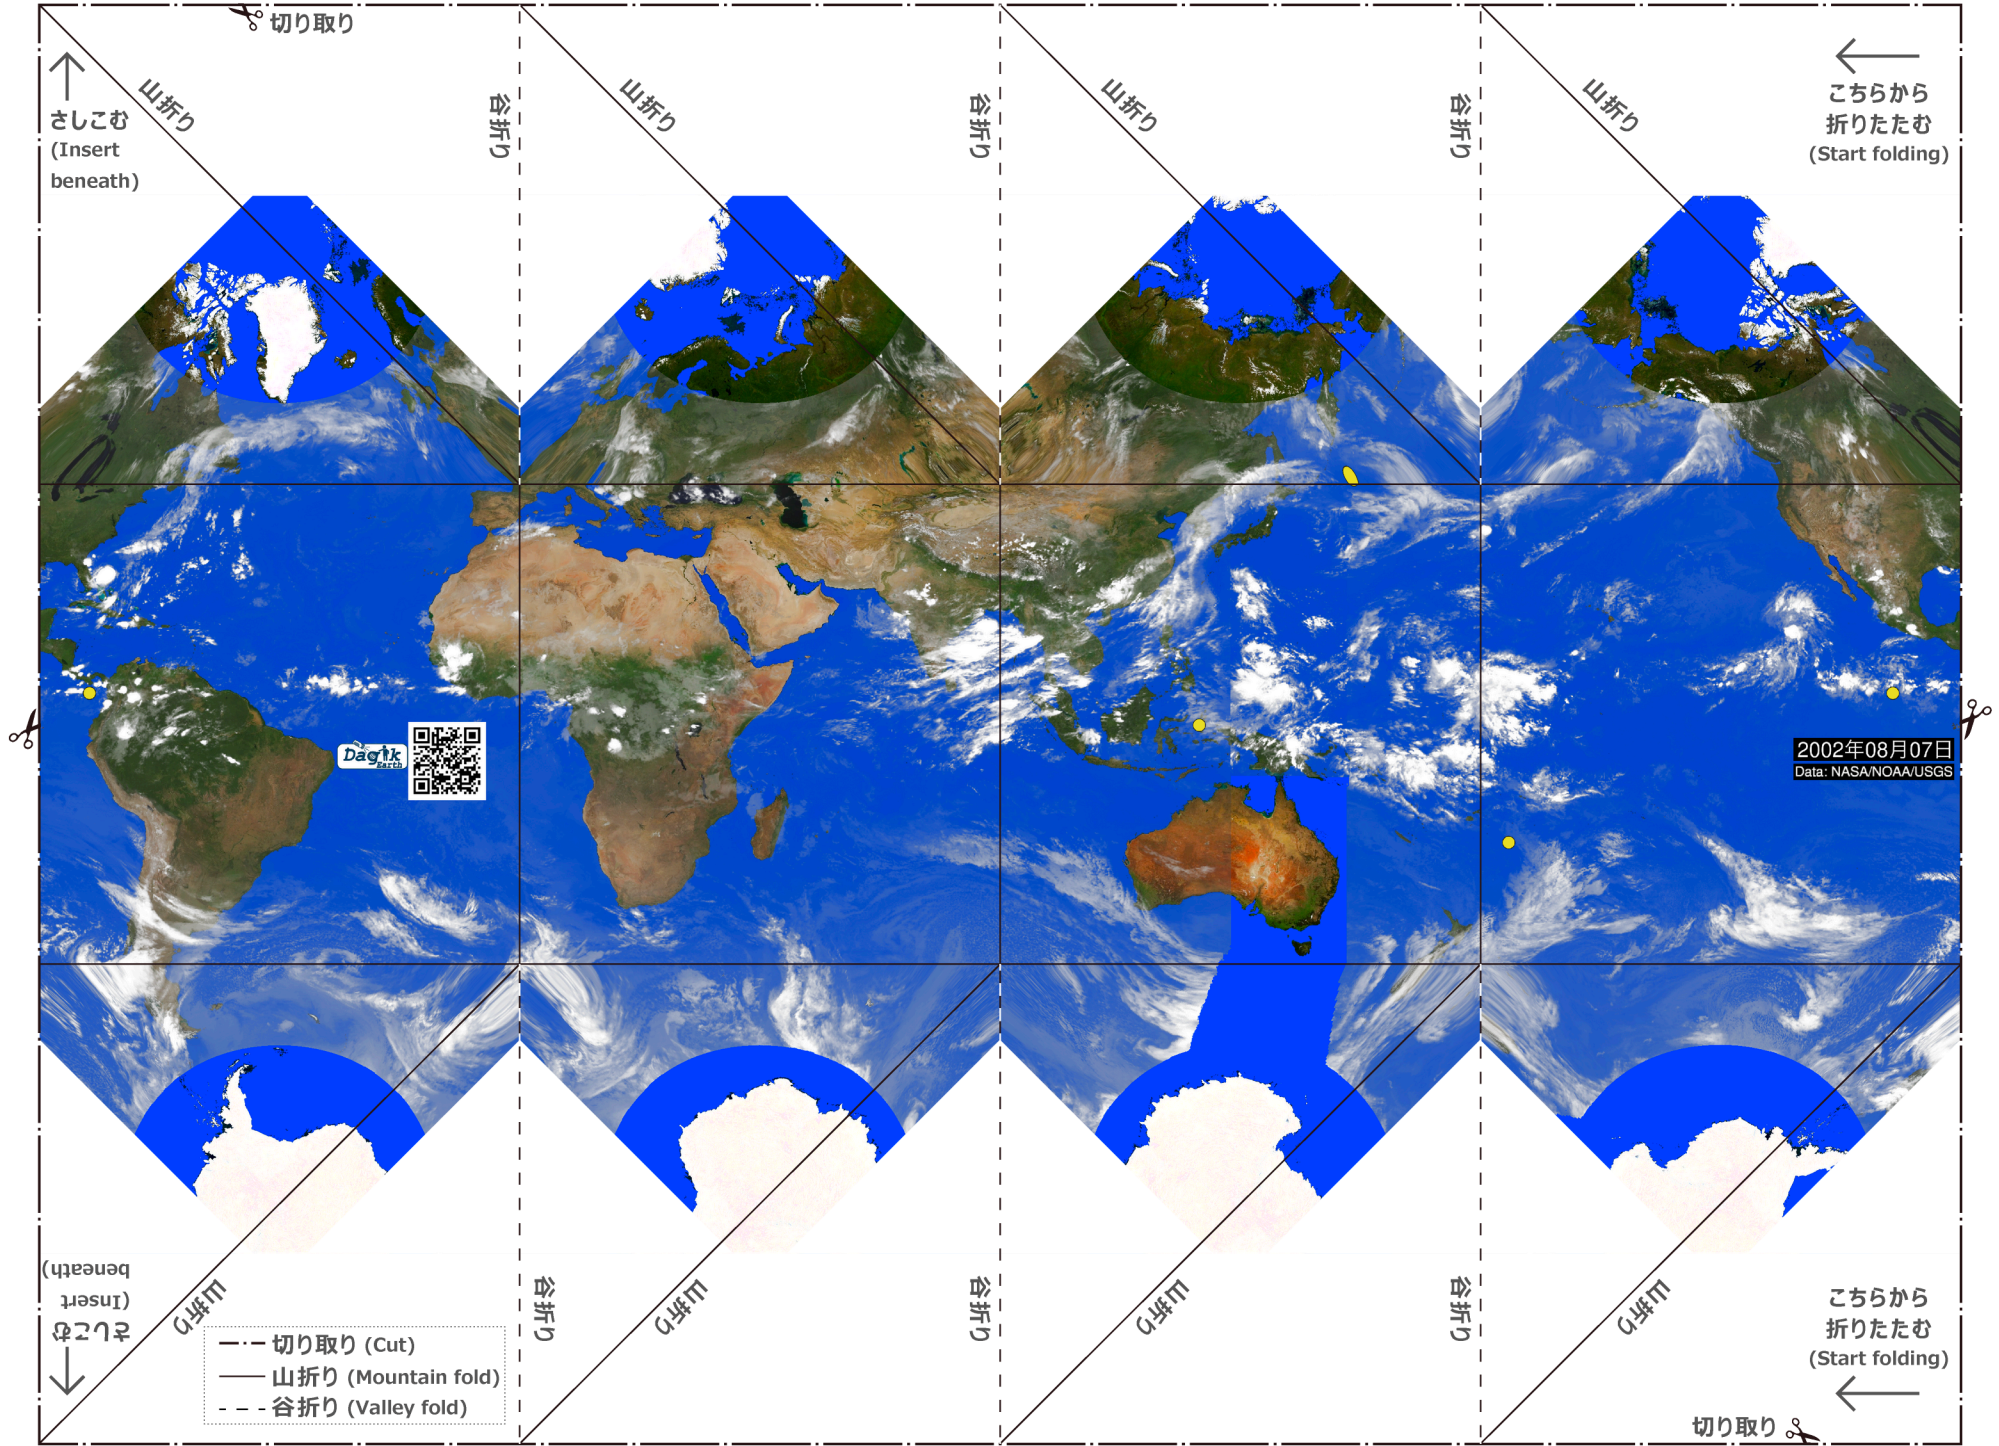 切り取り
さしこむ
(Insert
beneath)
山折り
谷折り
山折り
谷折り
山折り
谷折り
山折り
こちらから
折りたたむ
(Start folding)
Dagik
Earth
2002年08月07日
Data: NASA/NOAA/USGS
さしこむ
(Insert
beneath)
山折り
谷折り
山折り
谷折り
山折り
谷折り
山折り
こちらから
折りたたむ
(Start folding)
切り取り (Cut)
山折り (Mountain fold)
谷折り (Valley fold)
切り取り